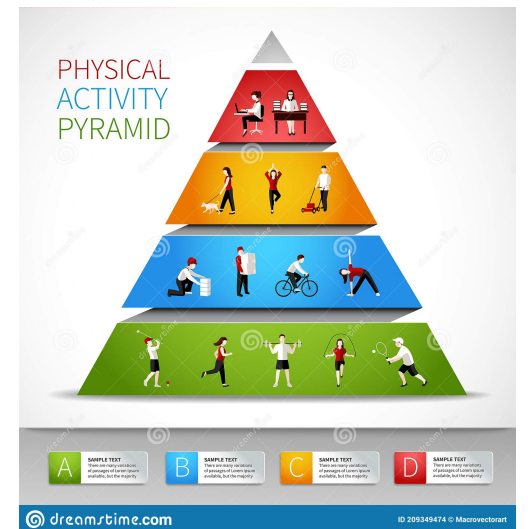 PHYSICAL
ACTIVITY
PYRAMID
A
SAMPLE TEXT
There are many variations
of passages of Lorem Ipsum
available, but the majority
B
SAMPLE TEXT
There are many variations
of passages of Lorem Ipsum
available, but the majority
C
SAMPLE TEXT
There are many variations
of passages of Lorem Ipsum
available, but the majority
D
SAMPLE TEXT
There are many variations
of passages of Lorem Ipsum
available, but the majority
dreamstime.com
ID 209349474 © Macrovectorart